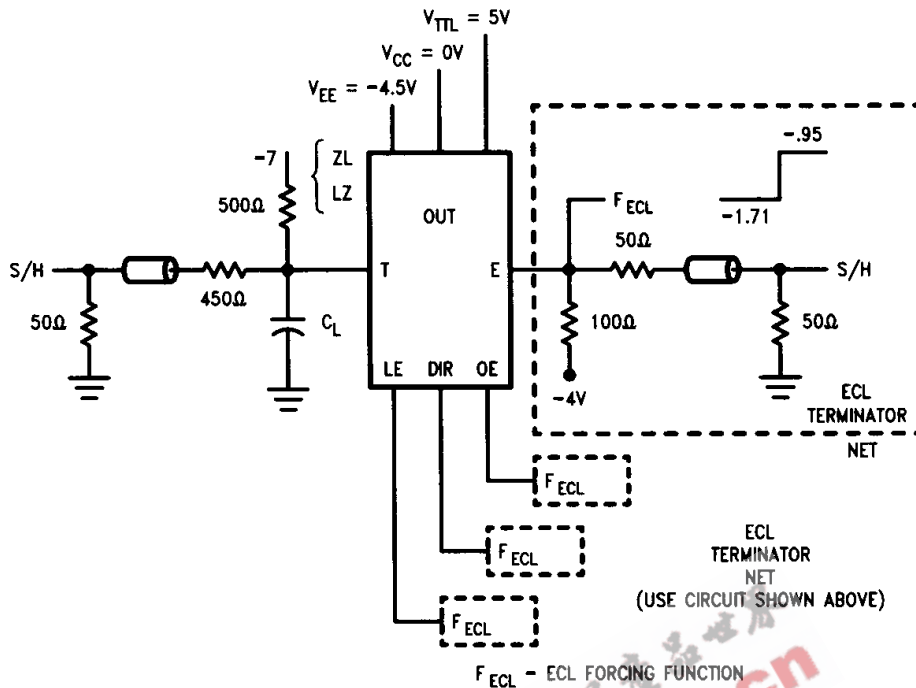 V_TTL = 5V
V_CC = 0V
V_EE = -4.5V
-7
ZL
LZ
500Ω
OUT
-.95
-1.71
F_ECL
50Ω
S/H
T
E
S/H
450Ω
50Ω
C_L
100Ω
50Ω
LE DIR OE
-4V
ECL
TERMINATOR
NET
F_ECL
F_ECL
F_ECL
ECL
TERMINATOR
NET
(USE CIRCUIT SHOWN ABOVE)
F_ECL - ECL FORCING FUNCTION
cn